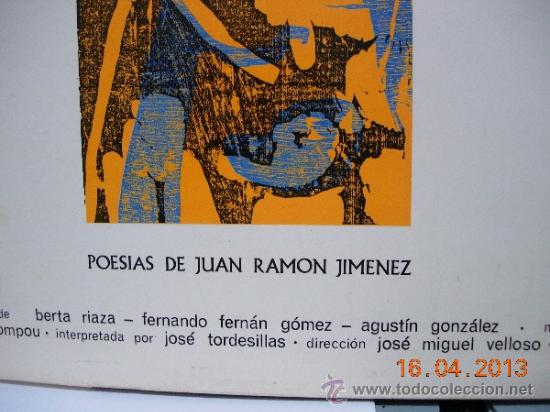 POESIAS DE JUAN RAMON JIMENEZ
de berta riaza – fernando fernán gómez – agustín gonzález ·
ompou · interpretada por josé tordesillas · dirección josé miguel velloso ·
16.04.2013
www.todocoleccion.net